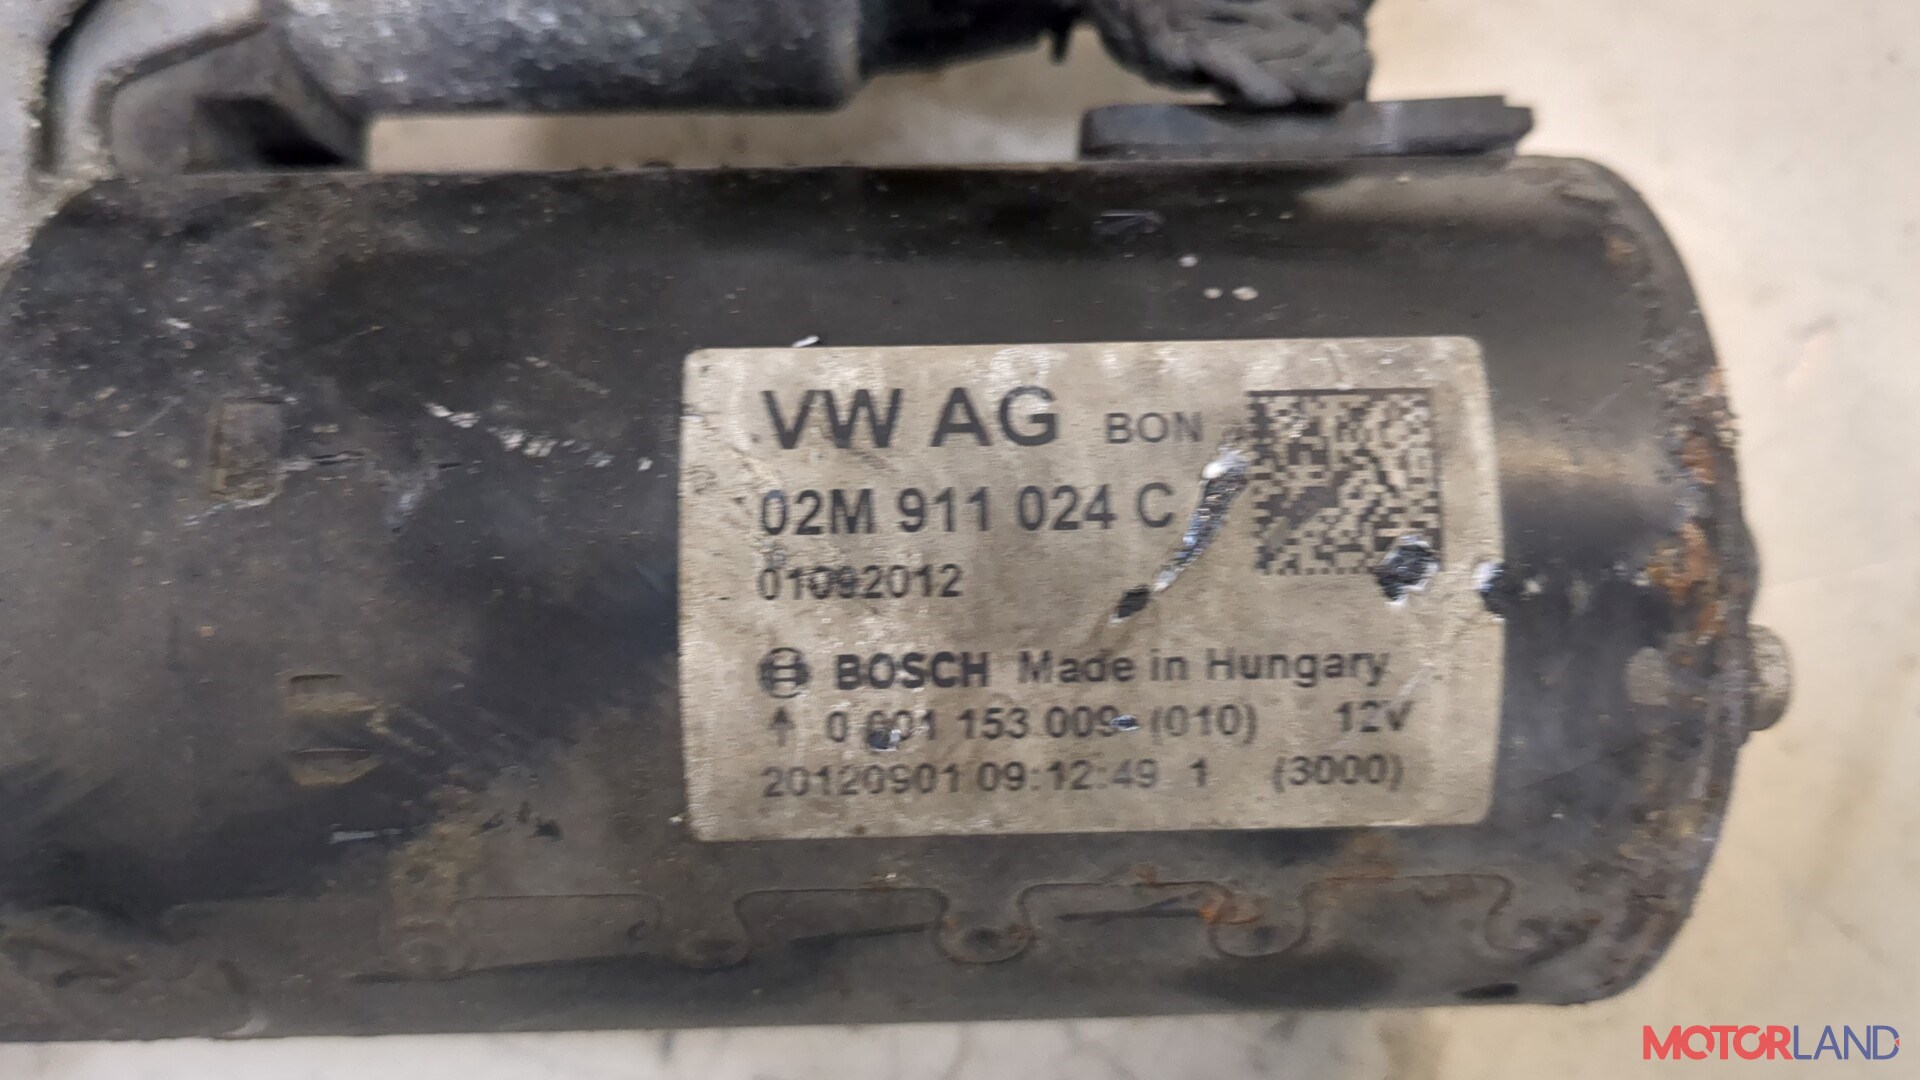 VW AG BON
02M 911 024 C
01092012
BOSCH Made in Hungary
0 001 153 009 (010) 12V
20120901 09:12:49 1 (3000)
MOTORLAND